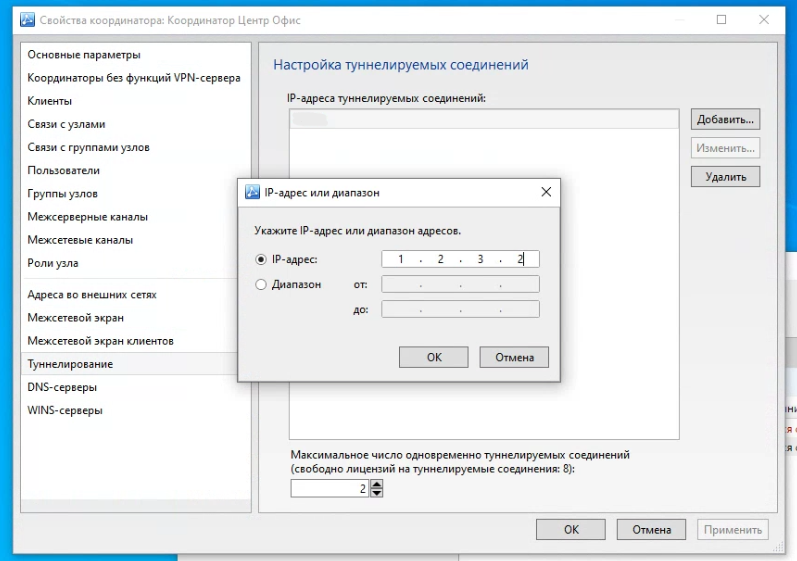 Свойства координатора: Координатор Центр Офис
Основные параметры
Координаторы без функций VPN-сервера
Клиенты
Связи с узлами
Связи с группами узлов
Пользователи
Группы узлов
Межсерверные каналы
Межсетевые каналы
Роли узла
Адреса во внешних сетях
Межсетевой экран
Межсетевой экран клиентов
Туннелирование
DNS-серверы
WINS-серверы
Настройка туннелируемых соединений
IP-адреса туннелируемых соединений:
Добавить...
Изменить...
Удалить
IP-адрес или диапазон
Укажите IP-адрес или диапазон адресов.
IP-адрес: 1 . 2 . 3 . 2
Диапазон от: . . .
до: . . .
ОК Отмена
Максимальное число одновременно туннелируемых соединений
(свободно лицензий на туннелируемые соединения: 8):
2
ОК Отмена Применить